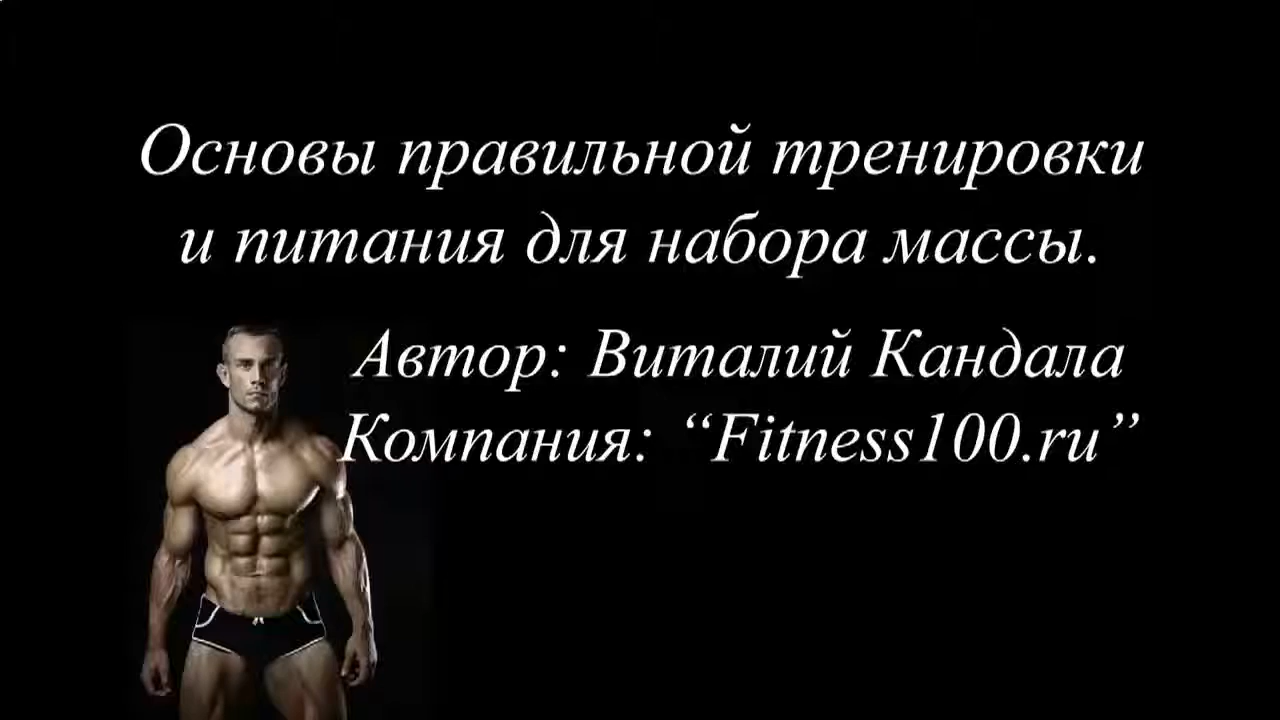 Основы правильной тренировки
и питания для набора массы.
Автор: Виталий Кандала
Компания: “Fitness100.ru”